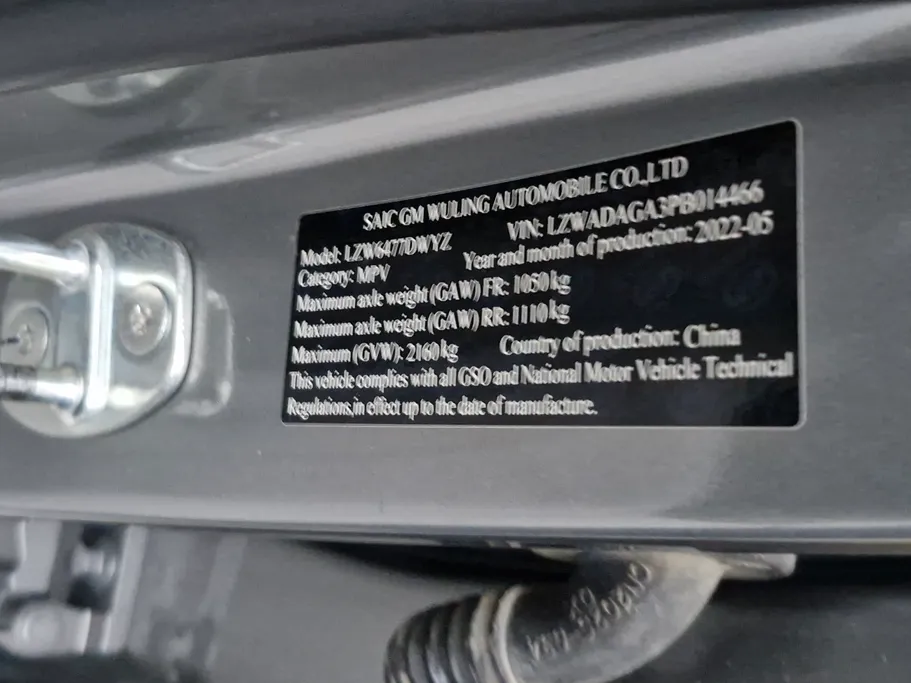 SAIC GM WULING AUTOMOBILE CO.,LTD
Model: LZW6477DWYZ VIN: LZWADAGA3PB014466
Category: MPV Year and month of production: 2022-05
Maximum axle weight (GAW) FR: 1050 kg
Maximum axle weight (GAW) RR: 1110 kg
Maximum (GVW): 2160 kg Country of production: China
This vehicle complies with all GSO and National Motor Vehicle Technical
Regulations,in effect up to the date of manufacture.